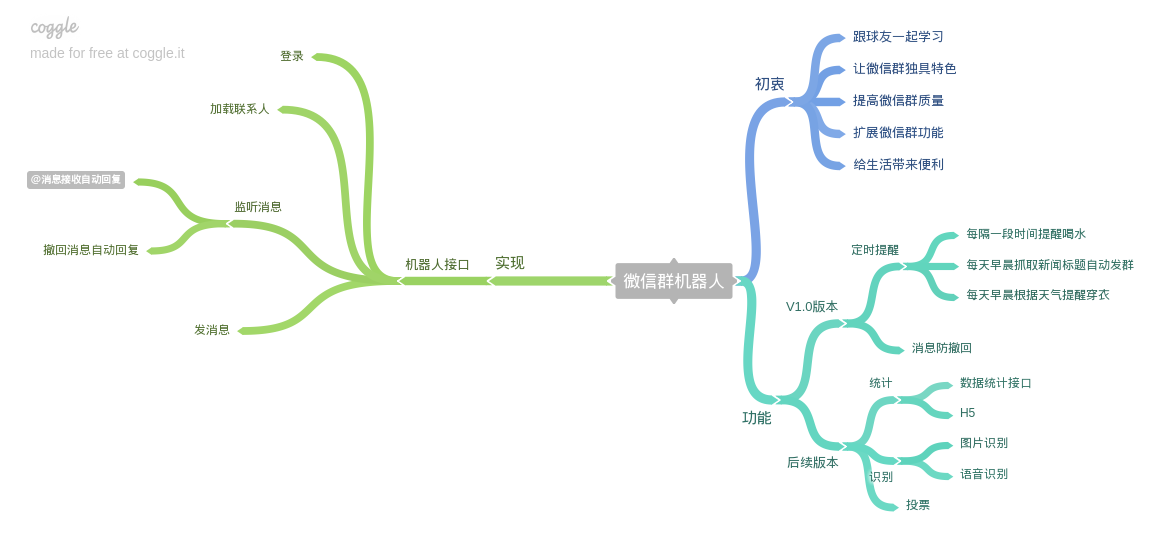 coggle
made for free at coggle.it
微信群机器人
初衷
跟球友一起学习
让微信群独具特色
提高微信群质量
扩展微信群功能
给生活带来便利
功能
V1.0版本
定时提醒
每隔一段时间提醒喝水
每天早晨抓取新闻标题自动发群
每天早晨根据天气提醒穿衣
消息防撤回
后续版本
统计
数据统计接口
H5
识别
图片识别
语音识别
投票
实现
机器人接口
登录
加载联系人
监听消息
@消息接收自动回复
撤回消息自动回复
发消息